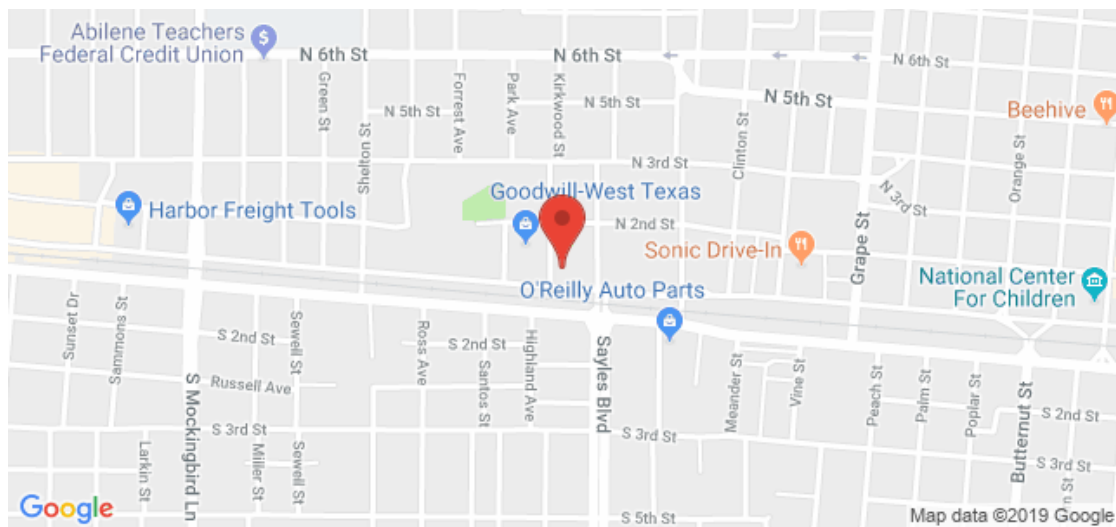 Abilene Teachers
Federal Credit Union
N 6th St
N 6th St
N 6th St
Green St
Forrest Ave
Park Ave
Kirkwood St
N 5th St
N 5th St
N 5th St
Beehive
Shelton St
Clinton St
Orange St
N 3rd St
N 3rd St
Harbor Freight Tools
Goodwill-West Texas
N 2nd St
Sonic Drive-In
Grape St
O'Reilly Auto Parts
National Center
For Children
Sunset Dr
Sammons St
S 2nd St
Sewell St
Ross Ave
S 2nd St
Santos St
Highland Ave
Sayles Blvd
Meander St
Vine St
Peech St
Palm St
Poplar St
S 2nd St
Butternut St
Russell Ave
S Mockingbird Ln
S 3rd St
S 3rd St
S 3rd St
Larkin St
Miller St
Sewell St
S 5th St
Google
Map data ©2019 Google